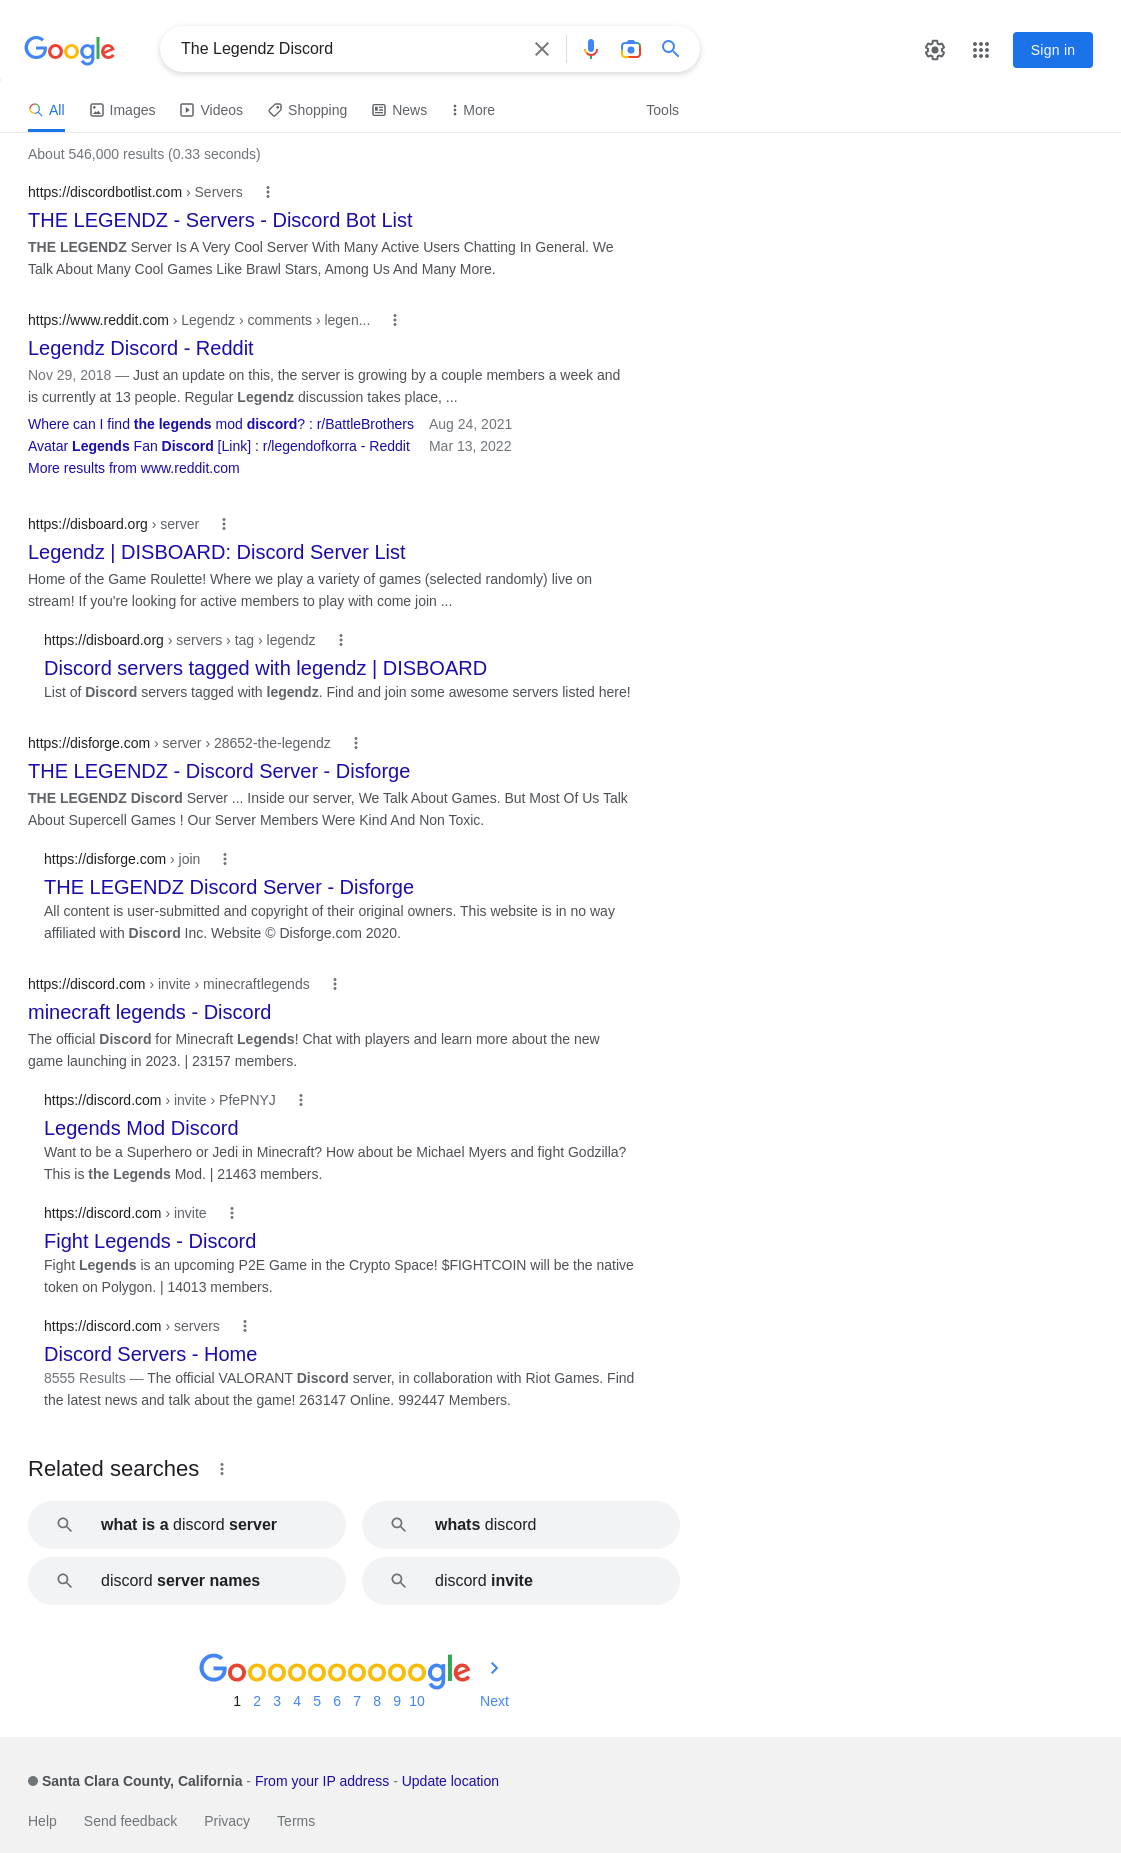 Google
The Legendz Discord
Sign in
All Images Videos Shopping News More Tools
About 546,000 results (0.33 seconds)
https://discordbotlist.com › Servers
THE LEGENDZ - Servers - Discord Bot List
THE LEGENDZ Server Is A Very Cool Server With Many Active Users Chatting In General. We
Talk About Many Cool Games Like Brawl Stars, Among Us And Many More.
https://www.reddit.com › Legendz › comments › legen...
Legendz Discord - Reddit
Nov 29, 2018 — Just an update on this, the server is growing by a couple members a week and
is currently at 13 people. Regular Legendz discussion takes place, ...
Where can I find the legends mod discord? : r/BattleBrothers Aug 24, 2021
Avatar Legends Fan Discord [Link] : r/legendofkorra - Reddit Mar 13, 2022
More results from www.reddit.com
https://disboard.org › server
Legendz | DISBOARD: Discord Server List
Home of the Game Roulette! Where we play a variety of games (selected randomly) live on
stream! If you're looking for active members to play with come join ...
https://disboard.org › servers › tag › legendz
Discord servers tagged with legendz | DISBOARD
List of Discord servers tagged with legendz. Find and join some awesome servers listed here!
https://disforge.com › server › 28652-the-legendz
THE LEGENDZ - Discord Server - Disforge
THE LEGENDZ Discord Server ... Inside our server, We Talk About Games. But Most Of Us Talk
About Supercell Games ! Our Server Members Were Kind And Non Toxic.
https://disforge.com › join
THE LEGENDZ Discord Server - Disforge
All content is user-submitted and copyright of their original owners. This website is in no way
affiliated with Discord Inc. Website © Disforge.com 2020.
https://discord.com › invite › minecraftlegends
minecraft legends - Discord
The official Discord for Minecraft Legends! Chat with players and learn more about the new
game launching in 2023. | 23157 members.
https://discord.com › invite › PfePNYJ
Legends Mod Discord
Want to be a Superhero or Jedi in Minecraft? How about be Michael Myers and fight Godzilla?
This is the Legends Mod. | 21463 members.
https://discord.com › invite
Fight Legends - Discord
Fight Legends is an upcoming P2E Game in the Crypto Space! $FIGHTCOIN will be the native
token on Polygon. | 14013 members.
https://discord.com › servers
Discord Servers - Home
8555 Results — The official VALORANT Discord server, in collaboration with Riot Games. Find
the latest news and talk about the game! 263147 Online. 992447 Members.
Related searches
what is a discord server
whats discord
discord server names
discord invite
Goooooooooogle
1 2 3 4 5 6 7 8 9 10 Next
Santa Clara County, California - From your IP address - Update location
Help Send feedback Privacy Terms